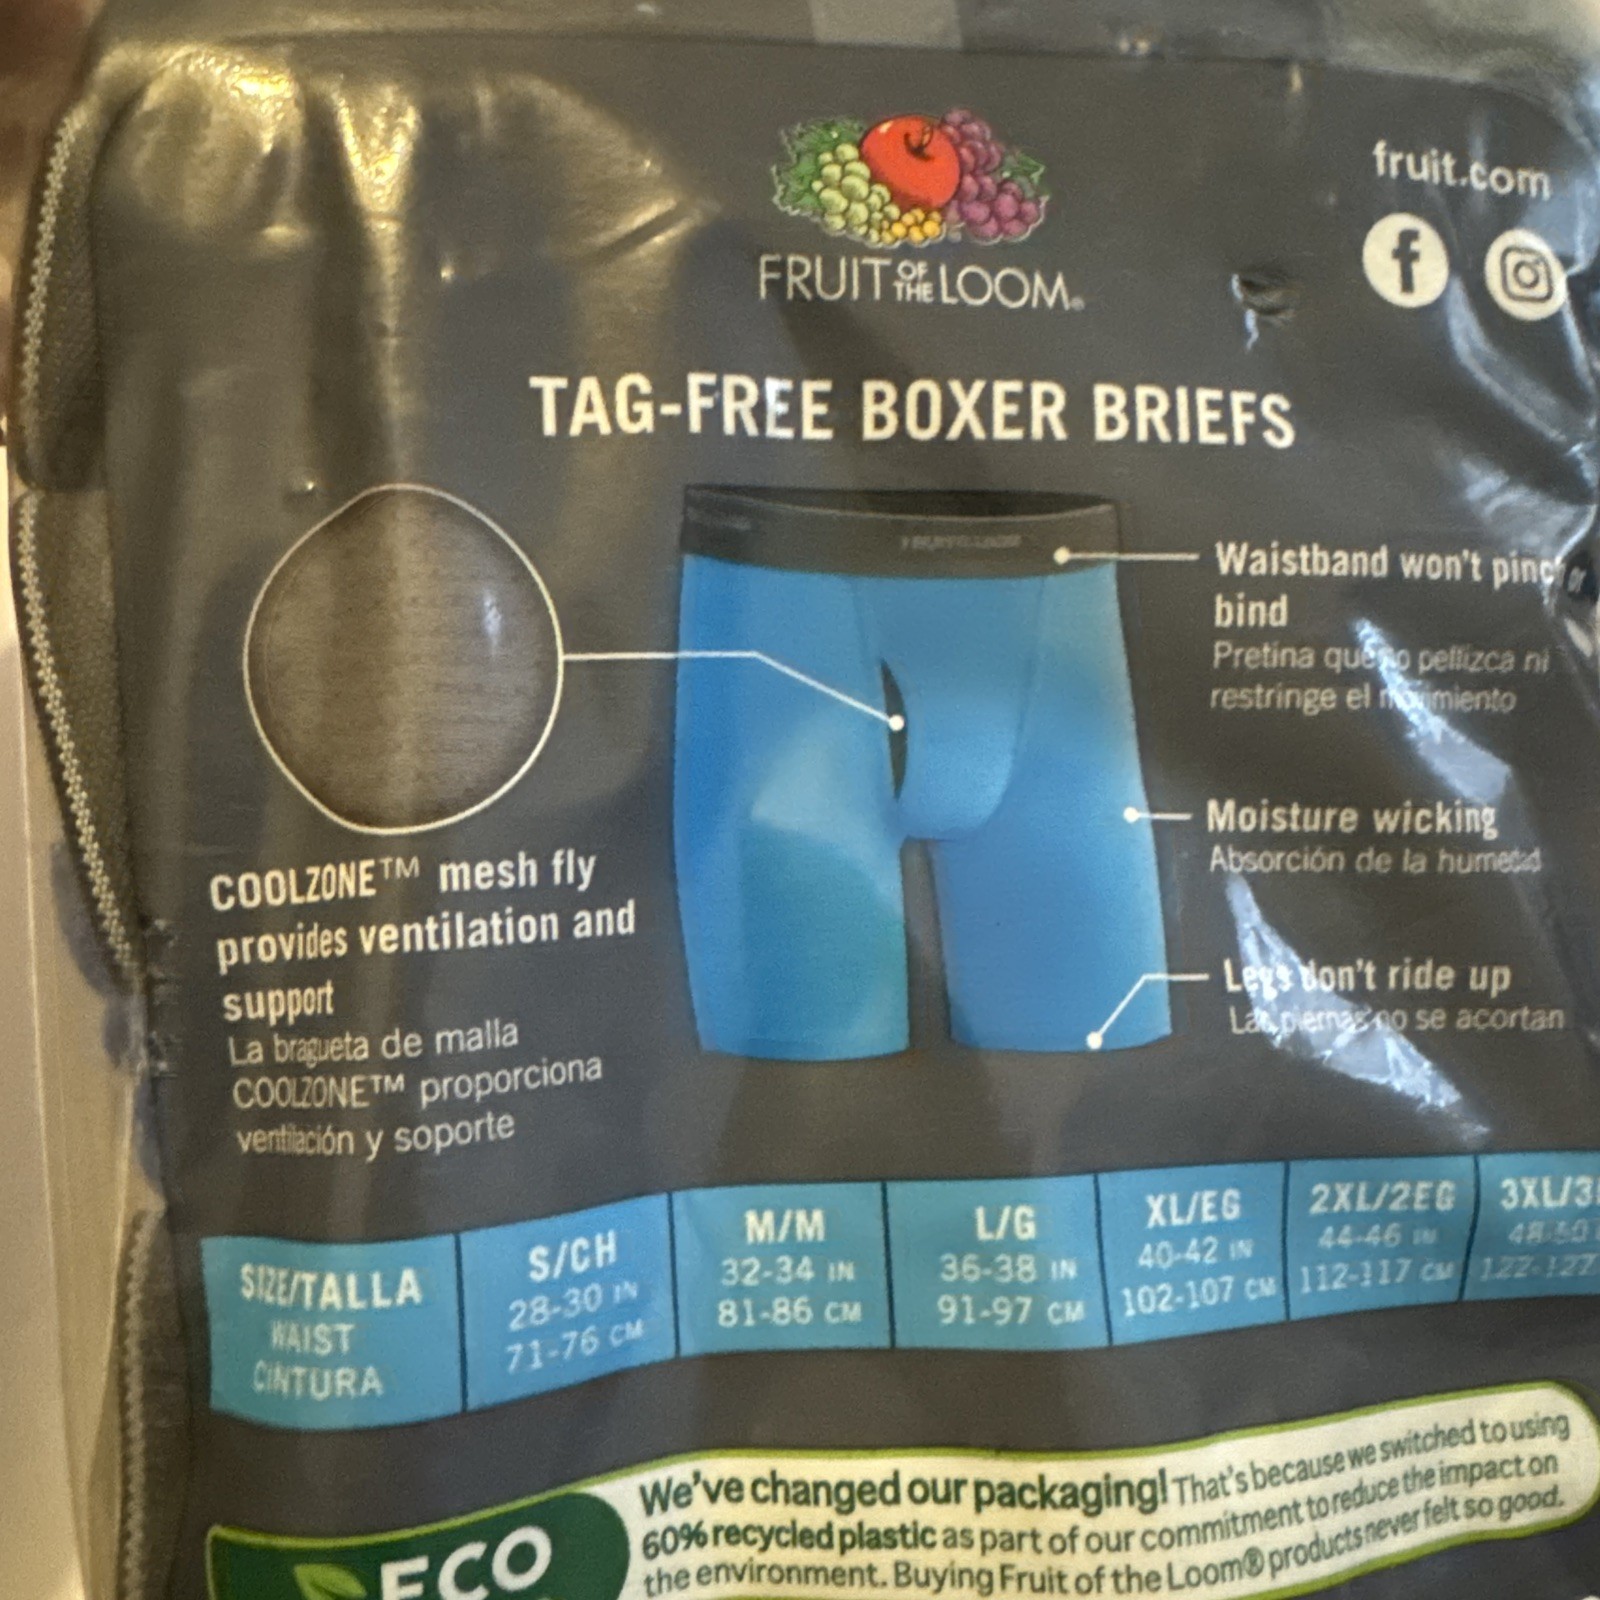 fruit.com
FRUIT OF THE LOOM®
TAG-FREE BOXER BRIEFS
Waistband won't pinch or
bind
Pretina que no pellizca ni
restringe el movimiento
Moisture wicking
Absorción de la humedad
Legs don't ride up
Las piernas no se acortan
COOLZONE™ mesh fly
provides ventilation and
support
La bragueta de malla
COOLZONE™ proporciona
ventilación y soporte
SIZE/TALLA
WAIST
CINTURA
S/CH
28-30 IN
71-76 CM
M/M
32-34 IN
81-86 CM
L/G
36-38 IN
91-97 CM
XL/EG
40-42 IN
102-107 CM
2XL/2EG
44-46 IN
112-117 CM
3XL/3
48-50
122-127
ECO
We've changed our packaging! That's because we switched to using
60% recycled plastic as part of our commitment to reduce the impact on
the environment. Buying Fruit of the Loom® products never felt so good.